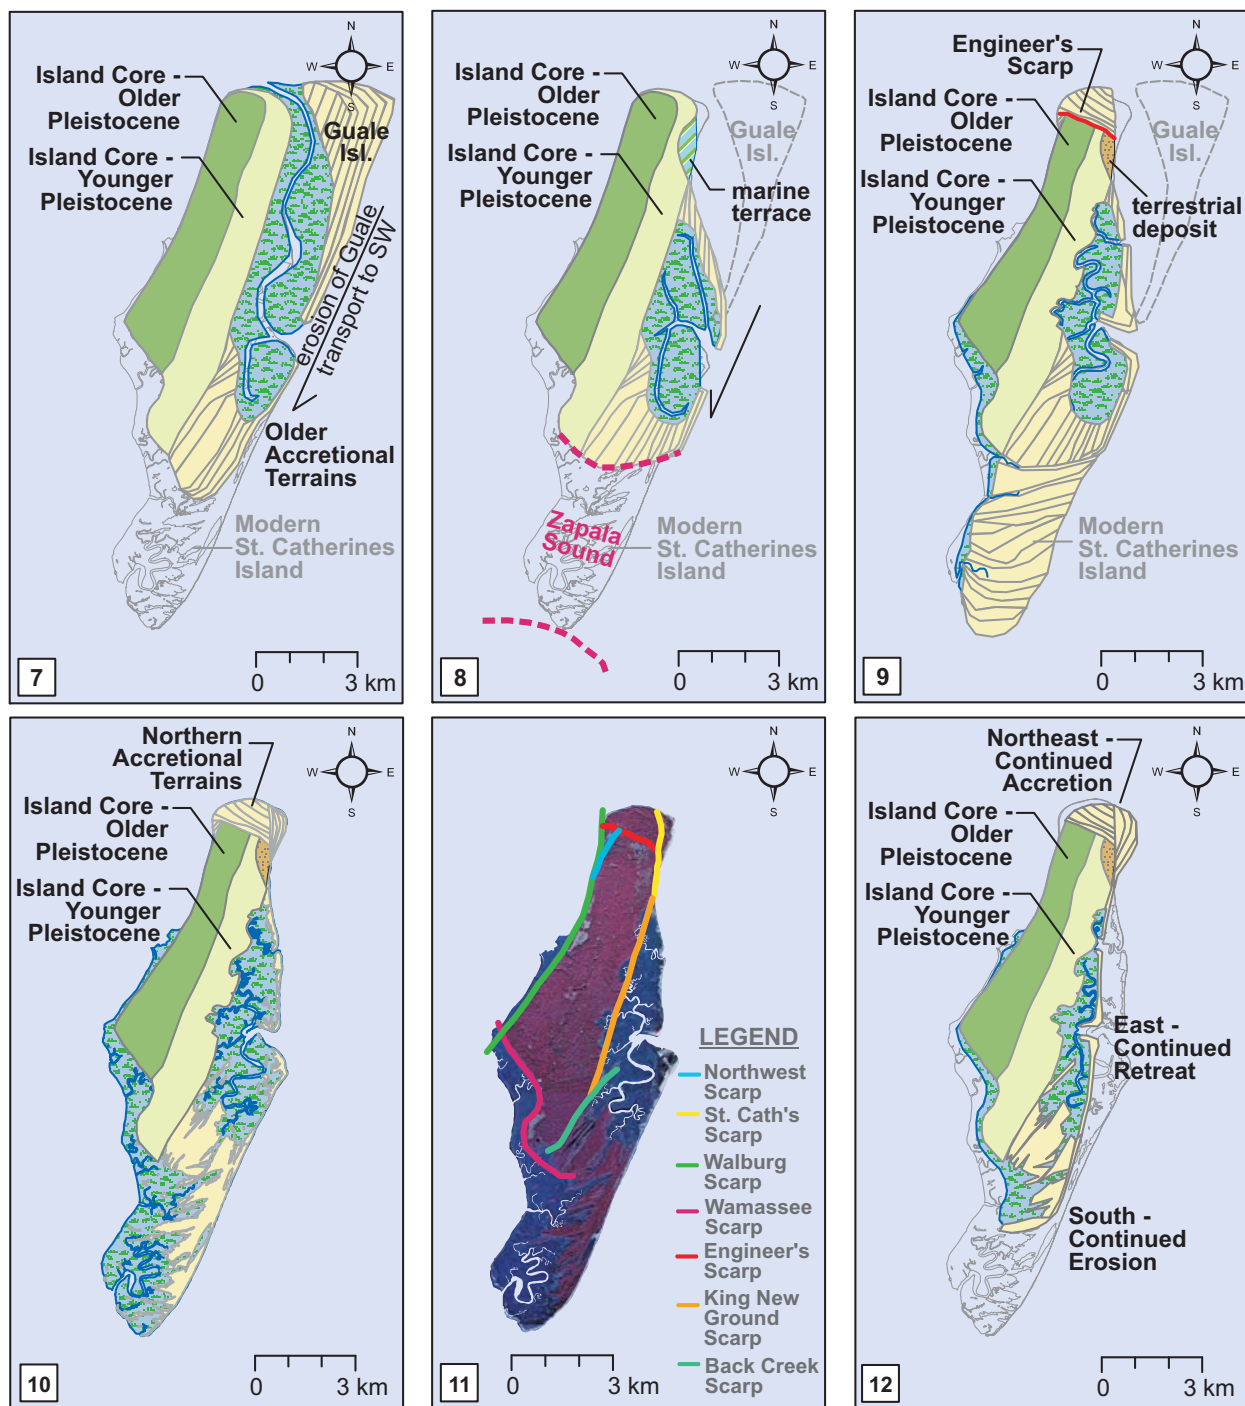 N
W
E
S
Island Core -
Older
Pleistocene
Island Core -
Younger
Pleistocene
Guale
Isl.
erosion of Guale
transport to SW
Older
Accretional
Terrains
Modern
St. Catherines
Island
7
0
3 km
N
W
E
S
Island Core -
Older
Pleistocene
Island Core -
Younger
Pleistocene
Guale
Isl.
marine
terrace
Zapala
Sound
Modern
St. Catherines
Island
8
0
3 km
N
W
E
S
Engineer's
Scarp
Island Core -
Older
Pleistocene
Island Core -
Younger
Pleistocene
Guale
Isl.
terrestrial
deposit
Modern
St. Catherines
Island
9
0
3 km
N
W
E
S
Northern
Accretional
Terrains
Island Core -
Older
Pleistocene
Island Core -
Younger
Pleistocene
10
0
3 km
N
W
E
S
LEGEND
Northwest
Scarp
St. Cath's
Scarp
Walburg
Scarp
Wamassee
Scarp
Engineer's
Scarp
King New
Ground
Scarp
Back Creek
Scarp
11
0
3 km
N
W
E
S
Northeast -
Continued
Accretion
Island Core -
Older
Pleistocene
Island Core -
Younger
Pleistocene
East -
Continued
Retreat
South -
Continued
Erosion
12
0
3 km